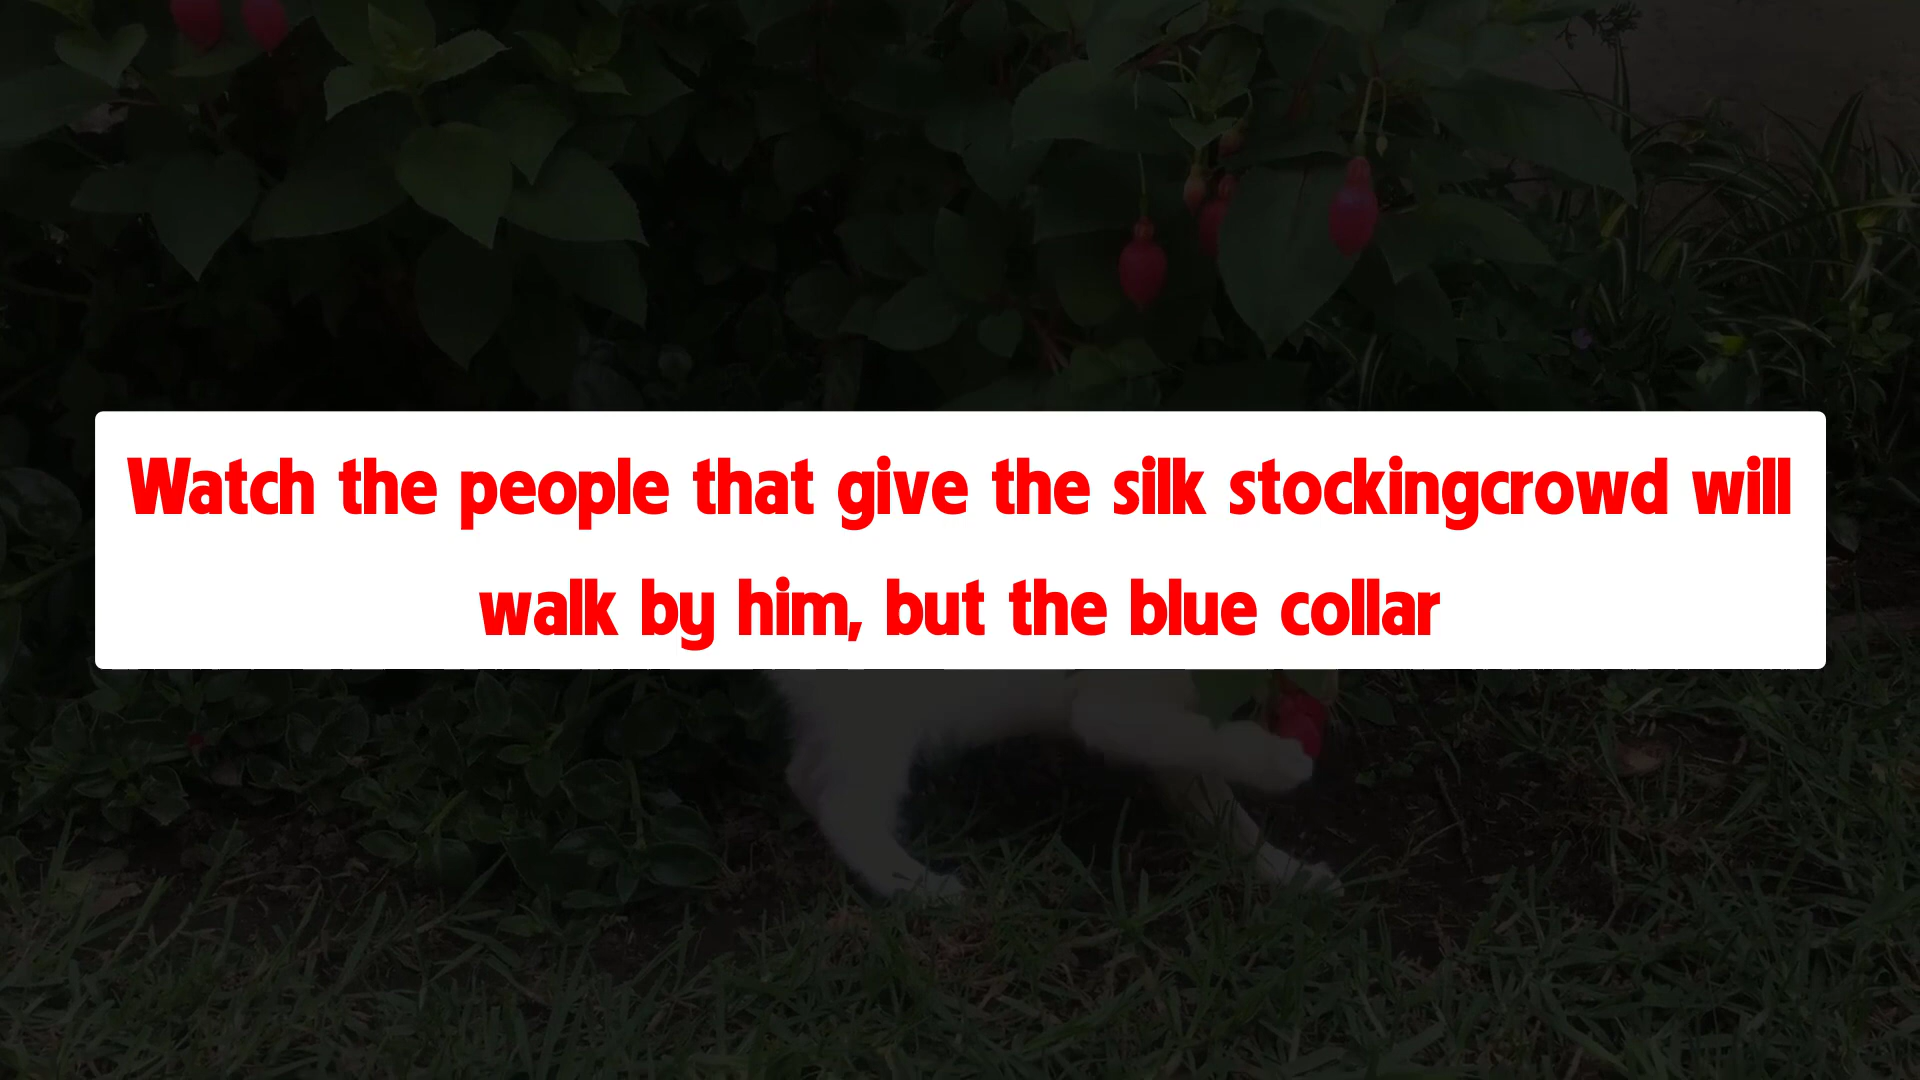 Watch the people that give the silk stockingcrowd will
walk by him, but the blue collar